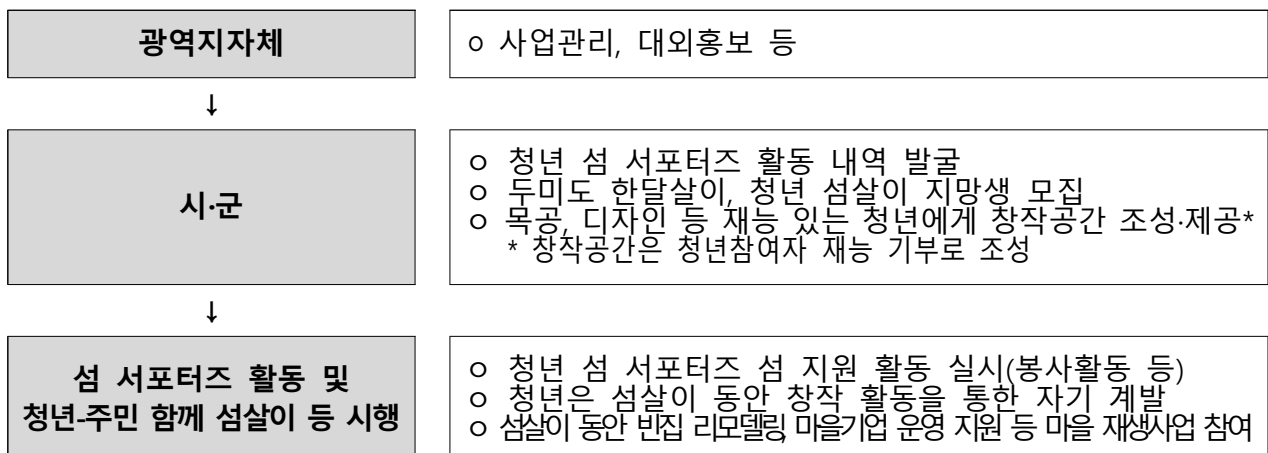 광역지자체
ㅇ 사업관리, 대외홍보 등
↓
시·군
ㅇ 청년 섬 서포터즈 활동 내역 발굴
ㅇ 두미도 한달살이, 청년 섬살이 지망생 모집
ㅇ 목공, 디자인 등 재능 있는 청년에게 창작공간 조성·제공*
* 창작공간은 청년참여자 재능 기부로 조성
↓
섬 서포터즈 활동 및
청년-주민 함께 섬살이 등 시행
ㅇ 청년 섬 서포터즈 섬 지원 활동 실시(봉사활동 등)
ㅇ 청년은 섬살이 동안 창작 활동을 통한 자기 계발
ㅇ 섬살이 동안 빈집 리모델링, 마을기업 운영 지원 등 마을 재생사업 참여